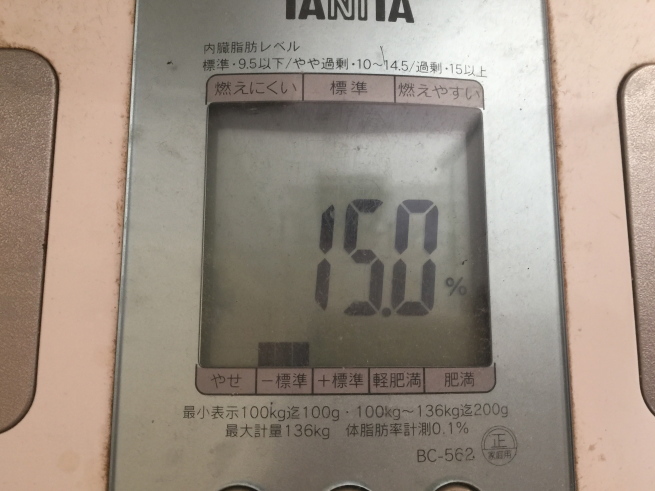 TANITA
内臓脂肪レベル
標準・9.5以下/やや過剰・10〜14.5/過剰・15以上
燃えにくい 標準 燃えやすい
15.0 %
やせ －標準 ＋標準 軽肥満 肥満
最小表示100kg迄100g・100kg〜136kg迄200g
最大計量136kg 体脂肪率計測0.1%
BC-562 正 家庭用